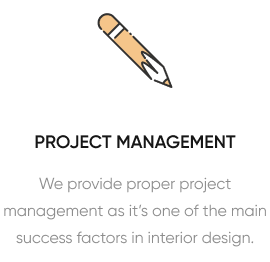 PROJECT MANAGEMENT
We provide proper project
management as it’s one of the main
success factors in interior design.